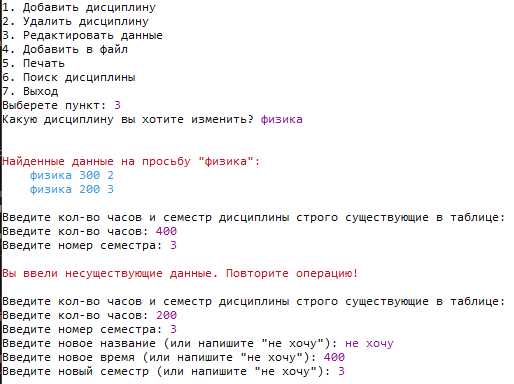 1. Добавить дисциплину
2. Удалить дисциплину
3. Редактировать данные
4. Добавить в файл
5. Печать
6. Поиск дисциплины
7. Выход
Выберете пункт: 3
Какую дисциплину вы хотите изменить? физика
Найденные данные на просьбу "физика":
физика 300 2
физика 200 3
Введите кол-во часов и семестр дисциплины строго существующие в таблице:
Введите кол-во часов: 400
Введите номер семестра: 3
Вы ввели несуществующие данные. Повторите операцию!
Введите кол-во часов и семестр дисциплины строго существующие в таблице:
Введите кол-во часов: 200
Введите номер семестра: 3
Введите новое название (или напишите "не хочу"): не хочу
Введите новое время (или напишите "не хочу"): 400
Введите новый семестр (или напишите "не хочу"): 3